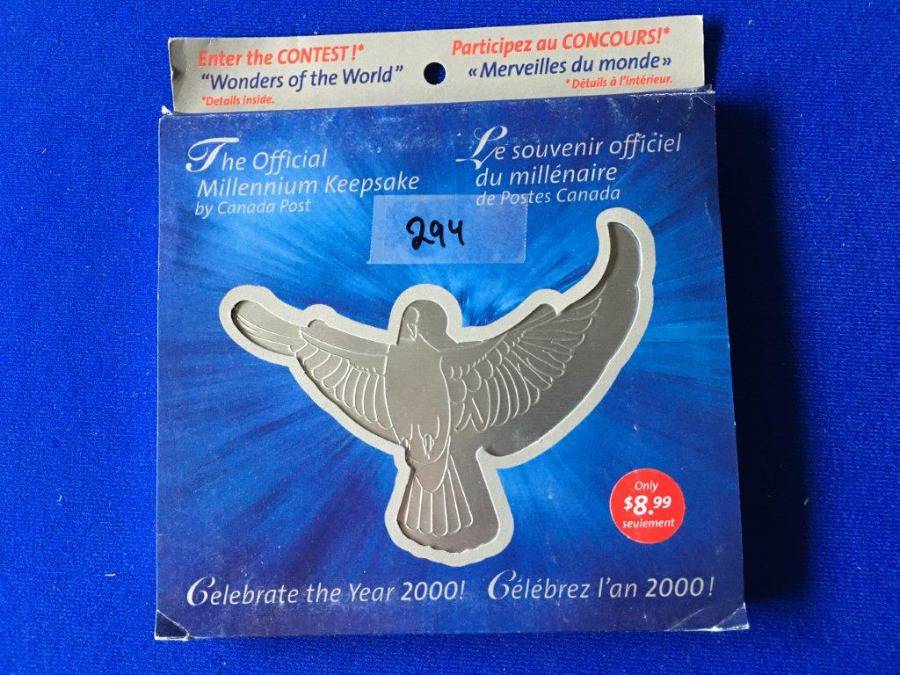 Enter the CONTEST!*
"Wonders of the World"
*Details inside.
Participez au CONCOURS!*
«Merveilles du monde»
*Détails à l'intérieur.
The Official
Millennium Keepsake
by Canada Post
Le souvenir officiel
du millénaire
de Postes Canada
294
Only
$8.99
seulement
Celebrate the Year 2000!
Célébrez l'an 2000!